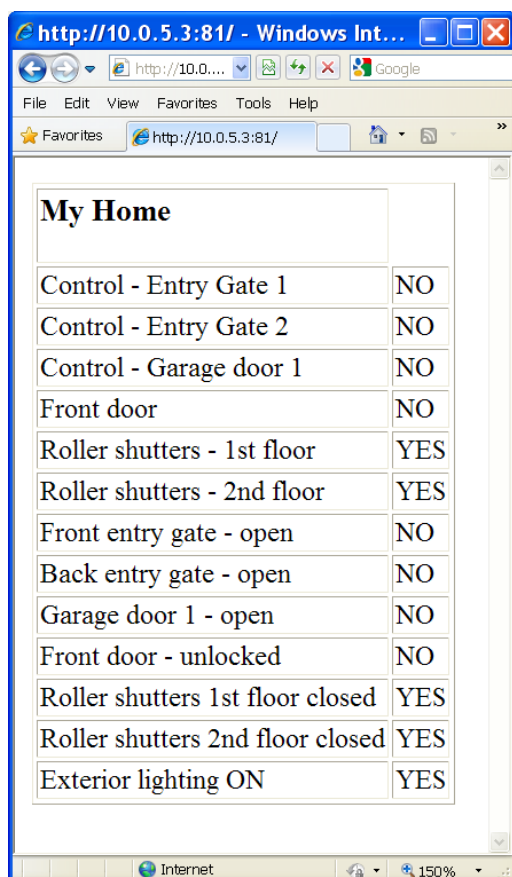 http://10.0.5.3:81/ - Windows Int...
http://10.0....
Google
File Edit View Favorites Tools Help
Favorites http://10.0.5.3:81/ »
My Home
Control - Entry Gate 1 NO
Control - Entry Gate 2 NO
Control - Garage door 1 NO
Front door NO
Roller shutters - 1st floor YES
Roller shutters - 2nd floor YES
Front entry gate - open NO
Back entry gate - open NO
Garage door 1 - open NO
Front door - unlocked NO
Roller shutters 1st floor closed YES
Roller shutters 2nd floor closed YES
Exterior lighting ON YES
Internet 150%